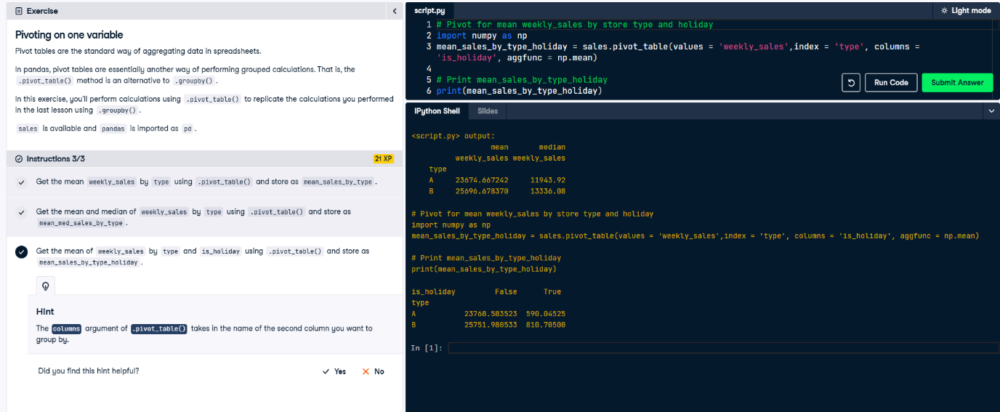 Exercise
Pivoting on one variable
Pivot tables are the standard way of aggregating data in spreadsheets.
In pandas, pivot tables are essentially another way of performing grouped calculations. That is, the
.pivot_table() method is an alternative to .groupby() .
In this exercise, you'll perform calculations using .pivot_table() to replicate the calculations you performed
in the last lesson using .groupby() .
sales is available and pandas is imported as pd .
Instructions 3/3
21 XP
Get the mean weekly_sales by type using .pivot_table() and store as mean_sales_by_type .
Get the mean and median of weekly_sales by type using .pivot_table() and store as
mean_med_sales_by_type .
Get the mean of weekly_sales by type and is_holiday using .pivot_table() and store as
mean_sales_by_type_holiday .
Hint
The columns argument of .pivot_table() takes in the name of the second column you want to
group by.
Did you find this hint helpful?
Yes
No
script.py
Light mode
1 # Pivot for mean weekly_sales by store type and holiday
2 import numpy as np
3 mean_sales_by_type_holiday = sales.pivot_table(values = 'weekly_sales',index = 'type', columns =
'is_holiday', aggfunc = np.mean)
4
5 # Print mean_sales_by_type_holiday
6 print(mean_sales_by_type_holiday)
Run Code
Submit Answer
IPython Shell
Slides
<script.py> output:
mean median
weekly_sales weekly_sales
type
A 23674.667242 11943.92
B 25696.678370 13336.08
# Pivot for mean weekly_sales by store type and holiday
import numpy as np
mean_sales_by_type_holiday = sales.pivot_table(values = 'weekly_sales',index = 'type', columns = 'is_holiday', aggfunc = np.mean)
# Print mean_sales_by_type_holiday
print(mean_sales_by_type_holiday)
is_holiday False True
type
A 23768.583523 590.04525
B 25751.980533 810.70500
In [1]: